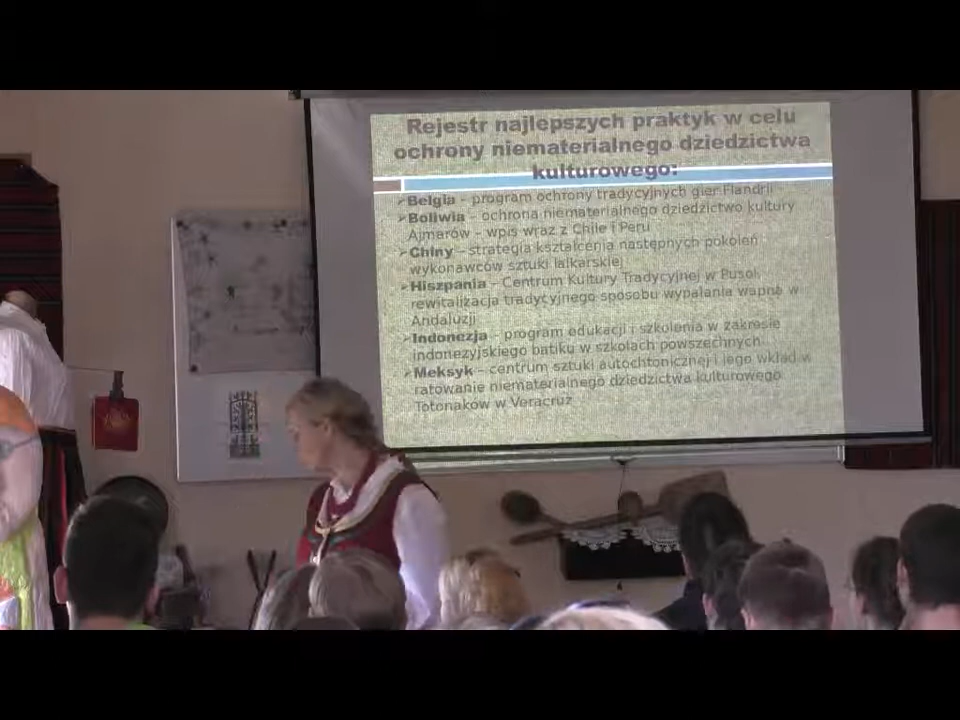 Rejestr najlepszych praktyk w celu
ochrony niematerialnego dziedzictwa
kulturowego:
➢Belgia – program ochrony tradycyjnych gier Flandrii
➢Boliwia – ochrona niematerialnego dziedzictwo kultury
Ajmarów – wpis wraz z Chile i Peru
➢Chiny – strategia kształcenia następnych pokoleń
wykonawców sztuki lalkarskiej
➢Hiszpania – Centrum Kultury Tradycyjnej w Pusol,
rewitalizacja tradycyjnego sposobu wypalania wapna w
Andaluzji
➢Indonezja – program edukacji i szkolenia w zakresie
indonezyjskiego batiku w szkołach powszechnych
➢Meksyk – centrum sztuki autochtonicznej i jego wkład w
ratowanie niematerialnego dziedzictwa kulturowego
Totonaków w Veracruz